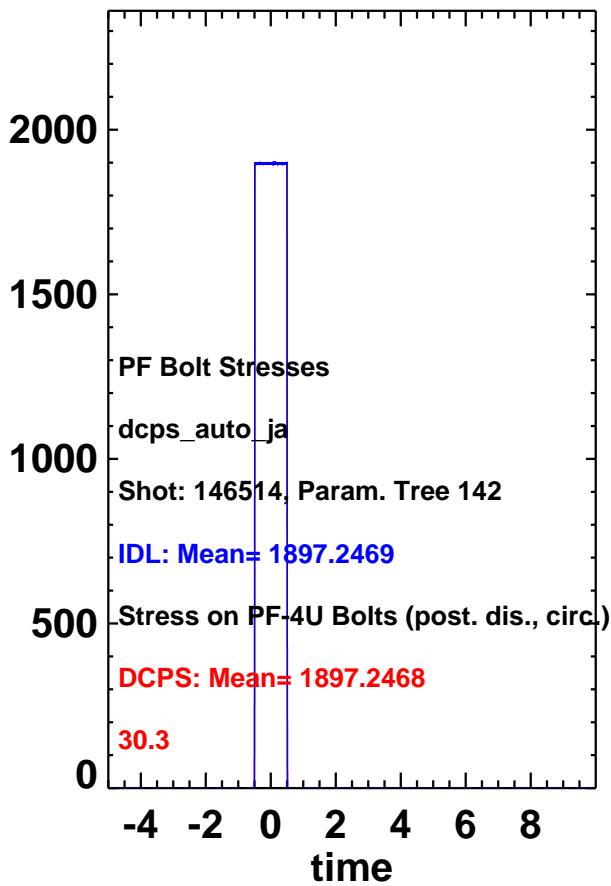 2000
1500
PF Bolt Stresses
dcps_auto_ja
1000
Shot: 146514, Param. Tree 142
IDL: Mean= 1897.2469
500
Stress on PF-4U Bolts (post. dis., circ.)
DCPS: Mean= 1897.2468
30.3
0
-4 -2 0 2 4 6 8
time